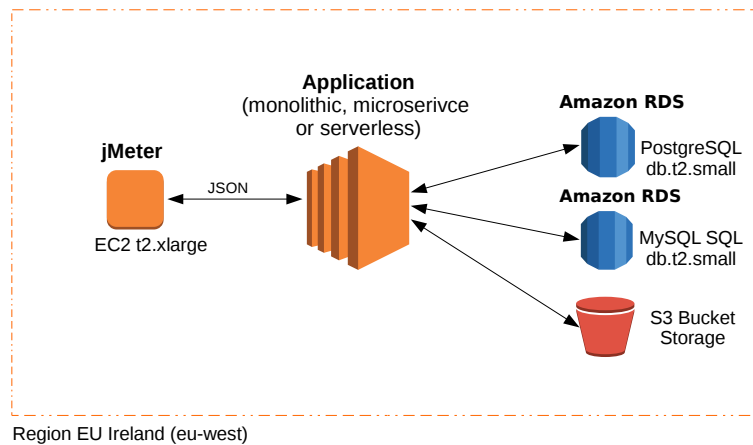 Application
(monolithic, microserivce
or serverless)
jMeter
JSON
EC2 t2.xlarge
Amazon RDS
PostgreSQL
db.t2.small
Amazon RDS
MySQL SQL
db.t2.small
S3 Bucket
Storage
Region EU Ireland (eu-west)